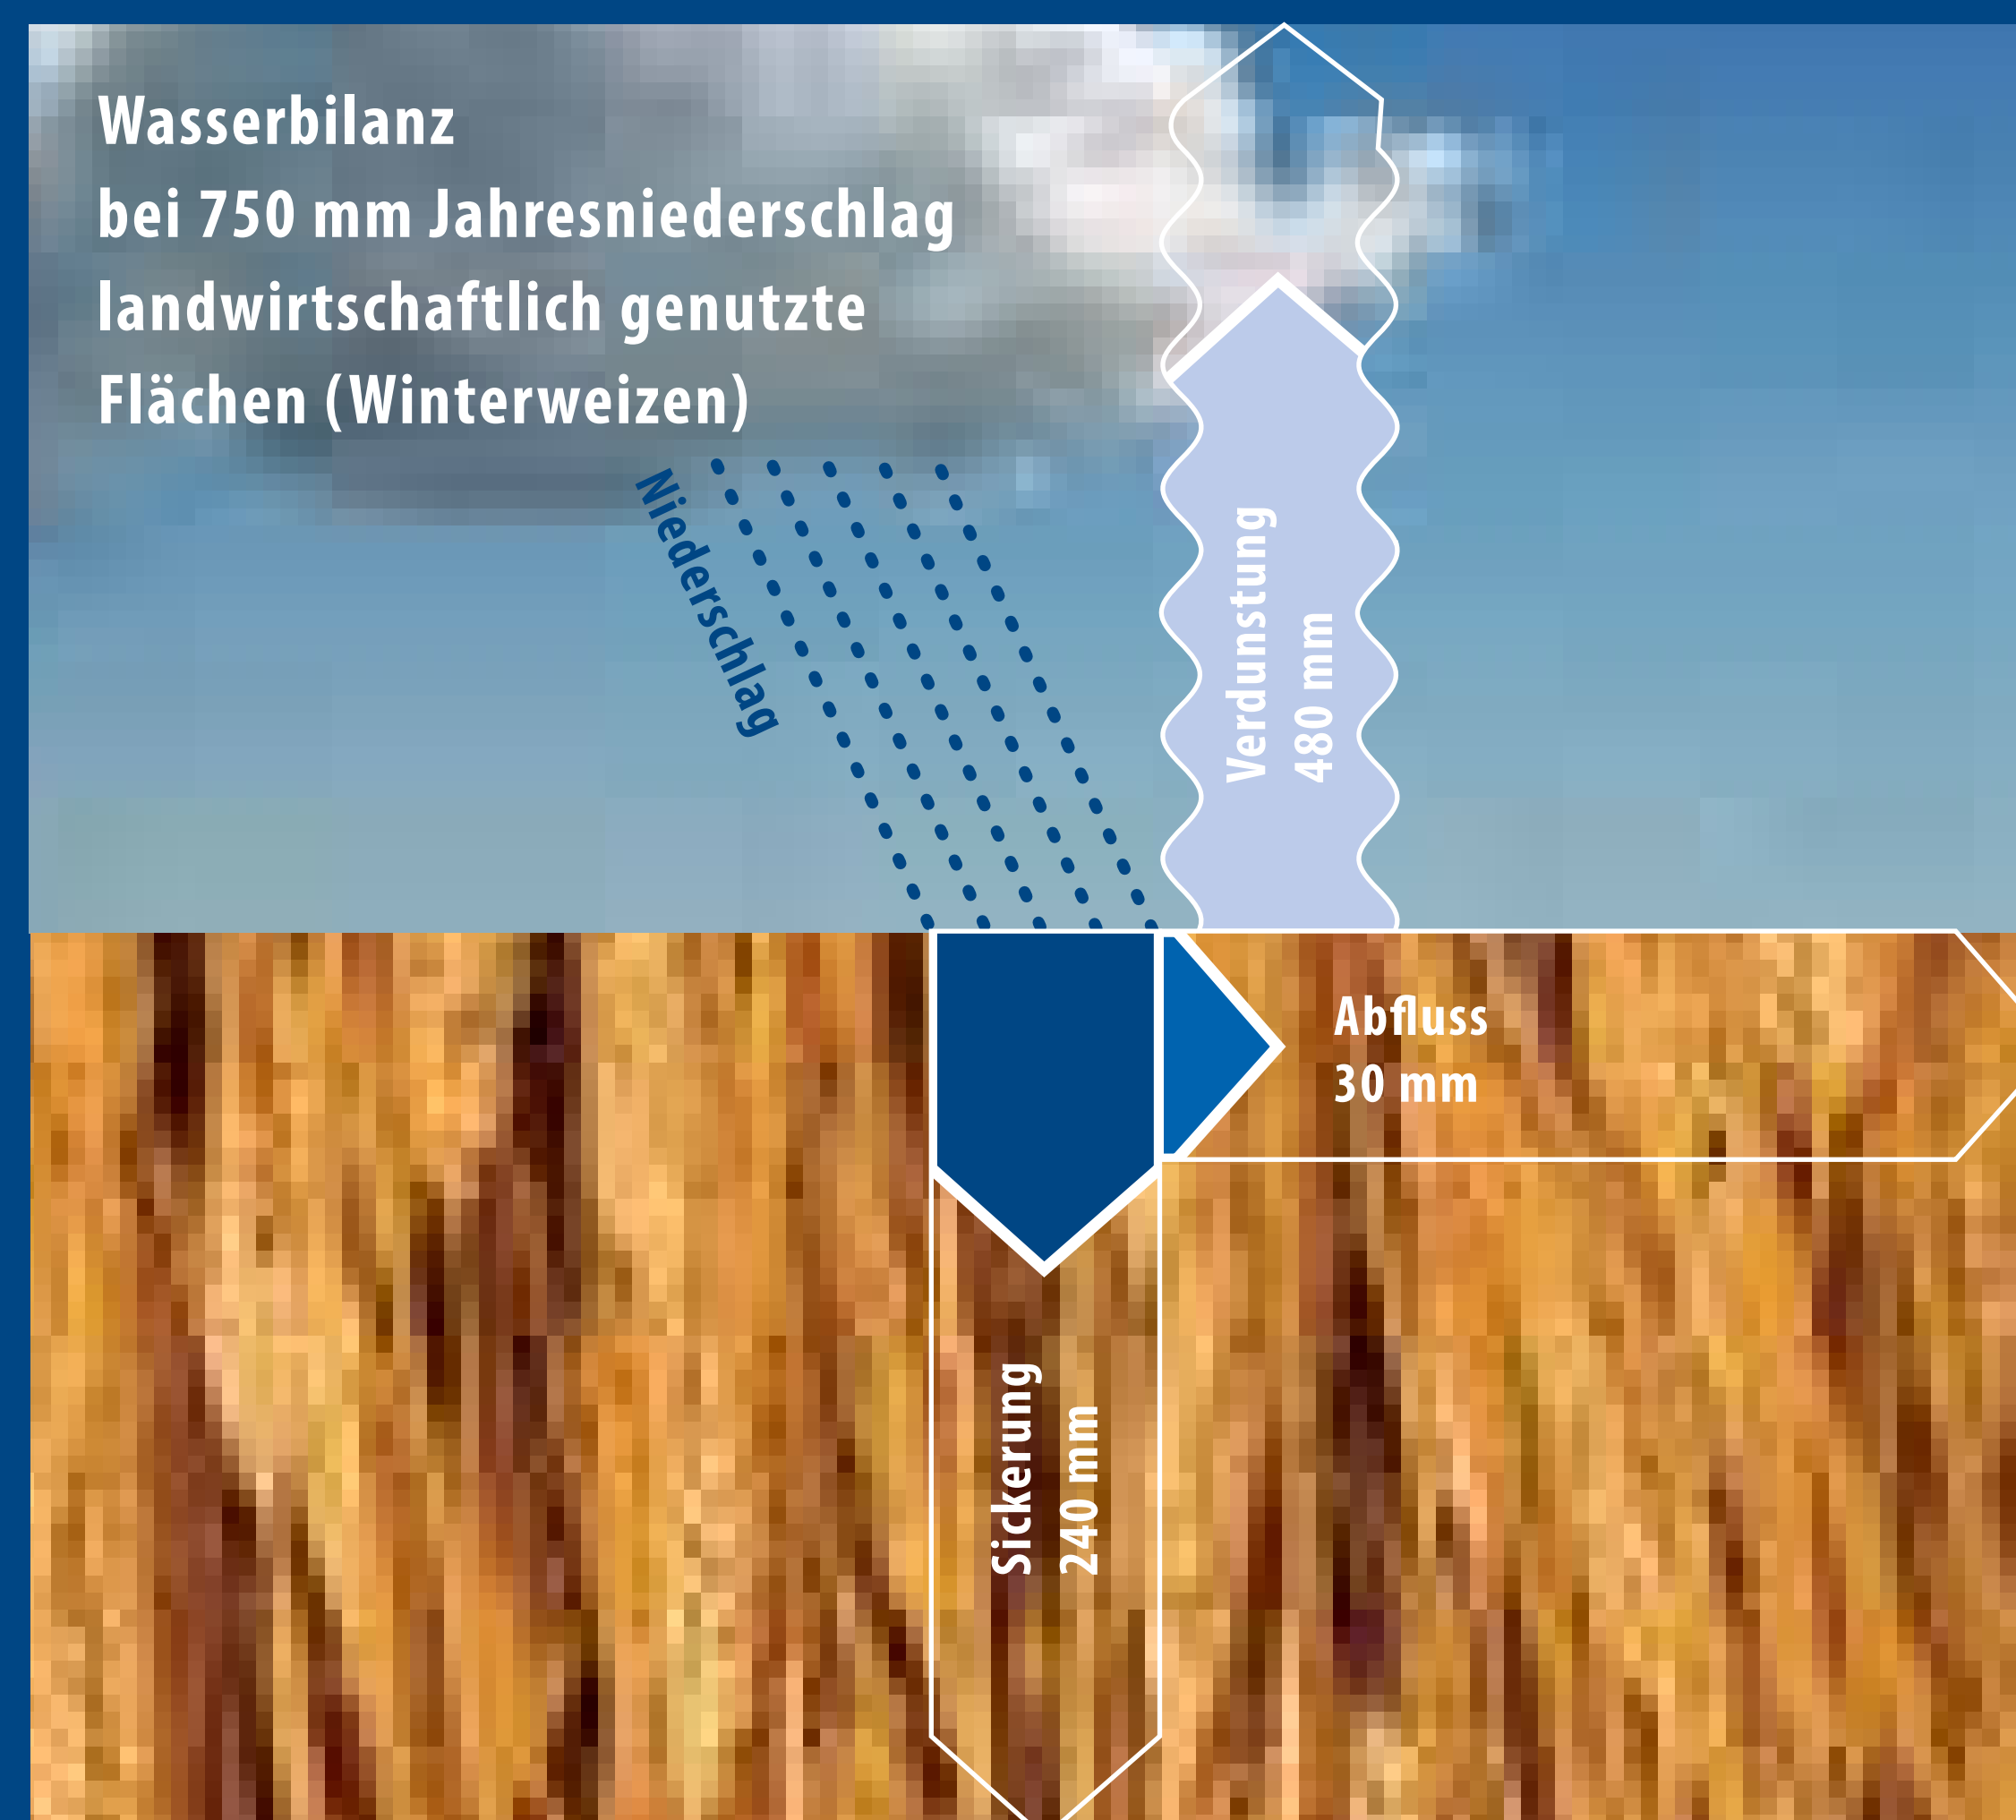 Wasserbilanz
bei 750 mm Jahresniederschlag
landwirtschaftlich genutzte
Flächen (Winterweizen)
Niederschlag
Verdunstung
480 mm
Abfluss
30 mm
Sickerung
240 mm